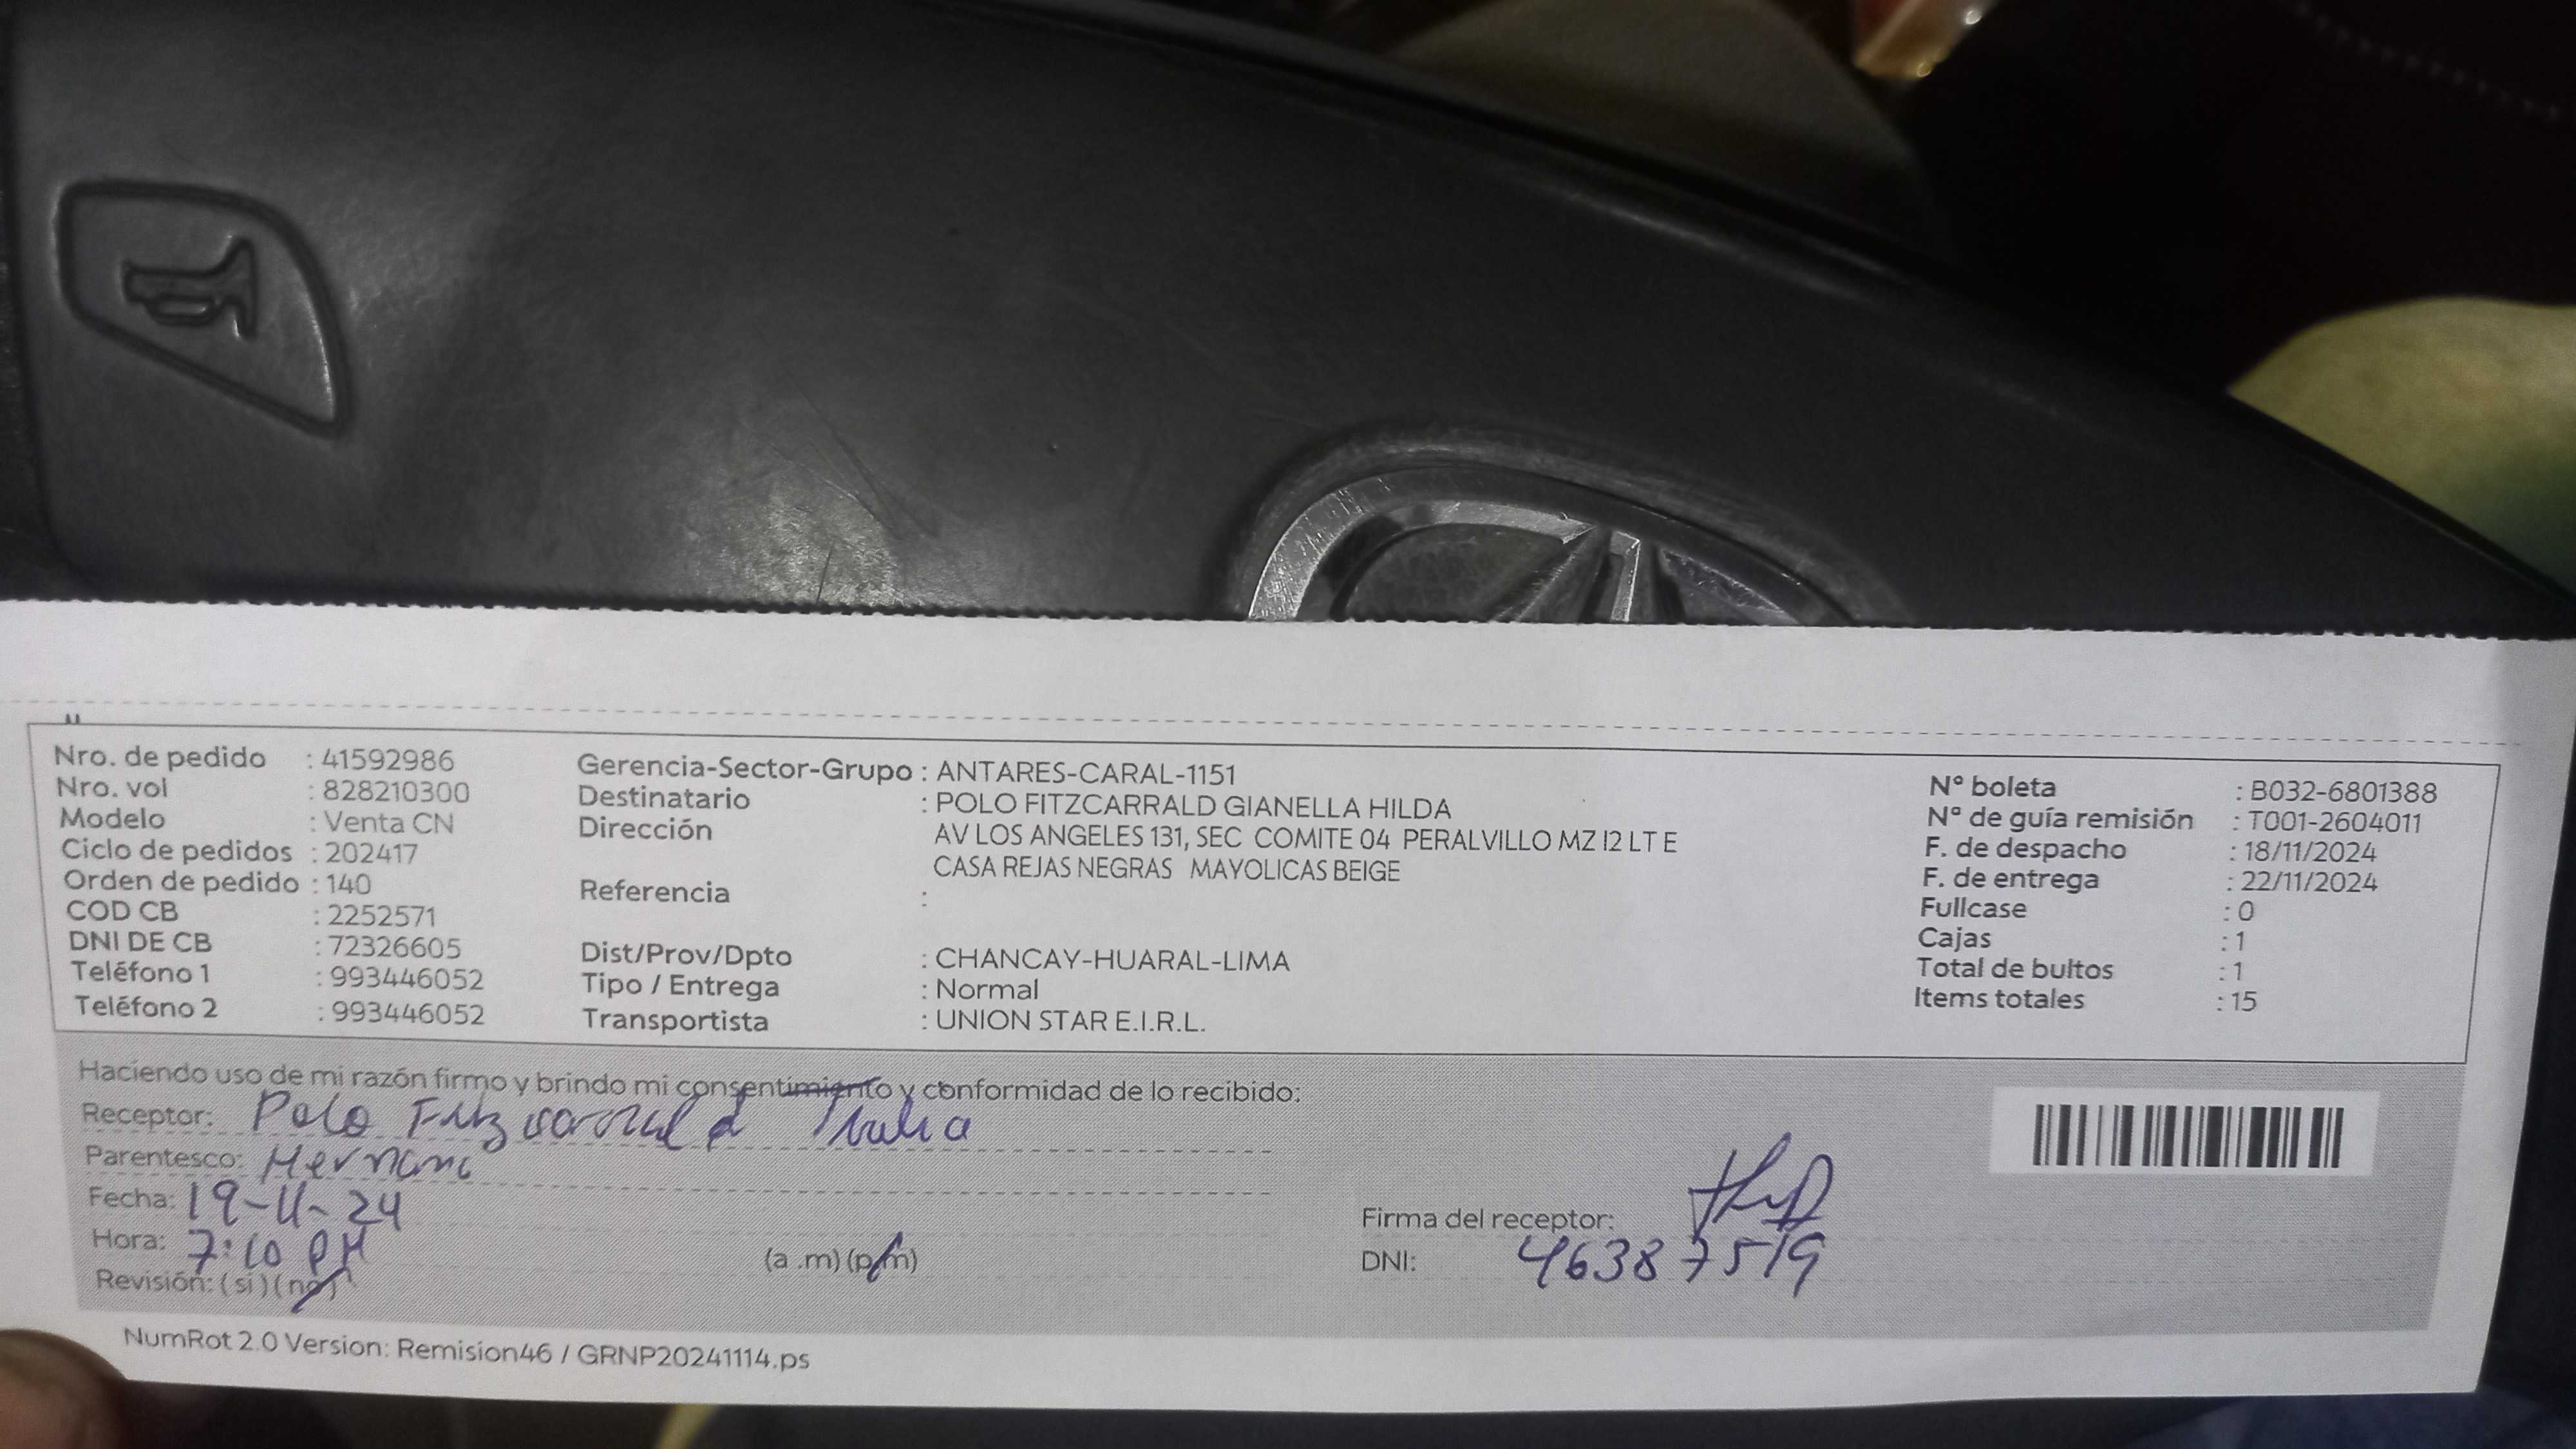 Nro. de pedido : 41592986
Nro. vol : 828210300
Modelo : Venta CN
Ciclo de pedidos : 202417
Orden de pedido : 140
COD CB : 2252571
DNI DE CB : 72326605
Teléfono 1 : 993446052
Teléfono 2 : 993446052
Gerencia-Sector-Grupo : ANTARES-CARAL-1151
Destinatario : POLO FITZCARRALD GIANELLA HILDA
Dirección AV LOS ANGELES 131, SEC COMITE 04 PERALVILLO MZ I2 LT E
CASA REJAS NEGRAS MAYOLICAS BEIGE
Referencia :
Dist/Prov/Dpto : CHANCAY-HUARAL-LIMA
Tipo / Entrega : Normal
Transportista : UNION STAR E.I.R.L.
N° boleta : B032-6801388
N° de guía remisión : T001-2604011
F. de despacho : 18/11/2024
F. de entrega : 22/11/2024
Fullcase : 0
Cajas : 1
Total de bultos : 1
Items totales : 15
Haciendo uso de mi razón firmo y brindo mi consentimiento y conformidad de lo recibido:
Receptor: Polo Fitzcarrald
Parentesco: Hermana
Fecha: 19-11-24
Hora: 7:10 PM (a .m) (p.m)
Revisión: ( si ) ( no )
Firma del receptor:
DNI: 46387519
NumRot 2.0 Version: Remision46 / GRNP20241114.ps